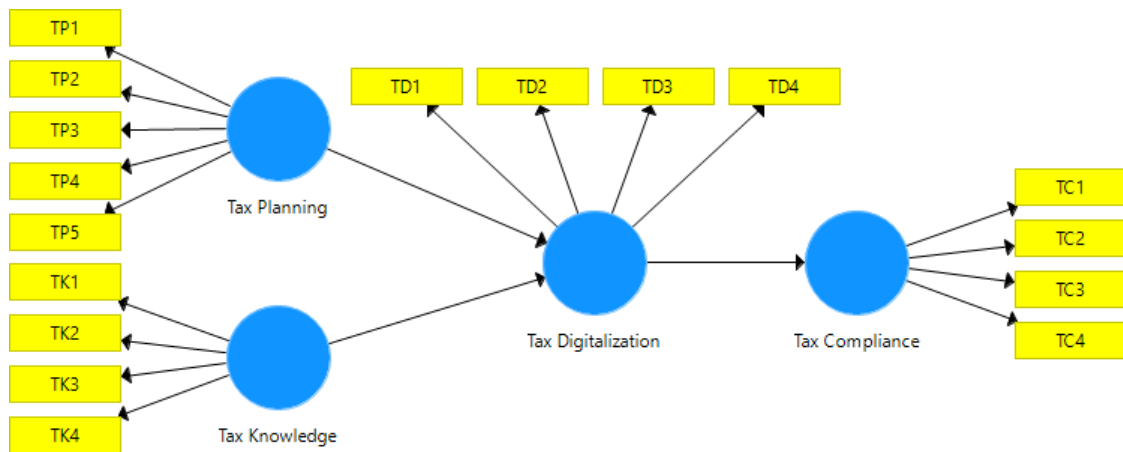 TP1
TP2
TP3
TP4
TP5
Tax Planning
TK1
TK2
TK3
TK4
Tax Knowledge
TD1
TD2
TD3
TD4
Tax Digitalization
Tax Compliance
TC1
TC2
TC3
TC4